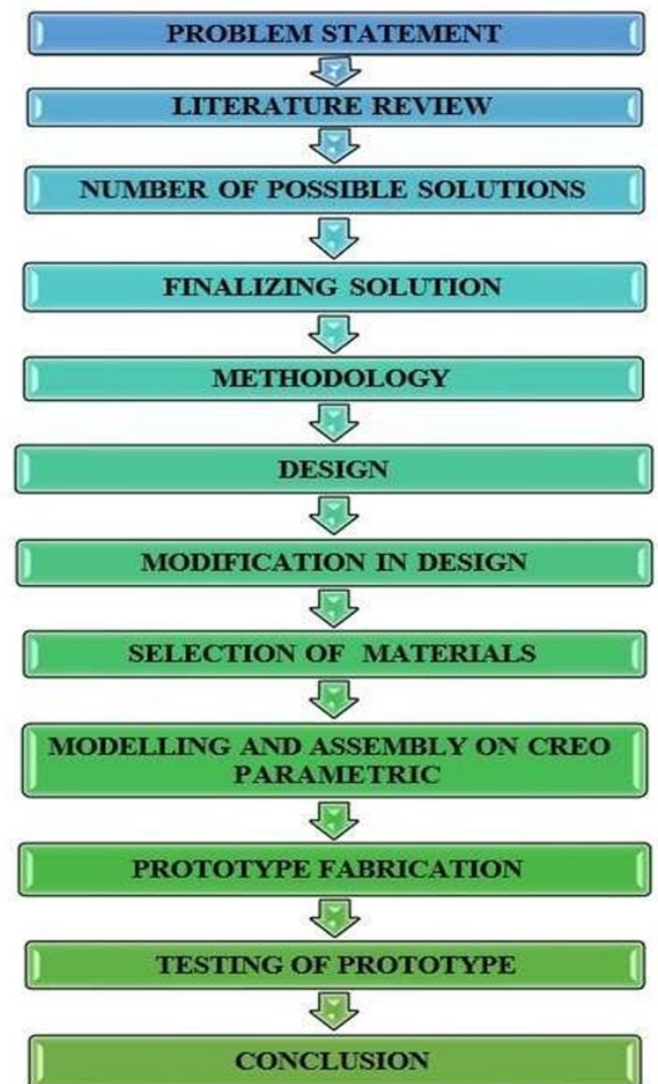 PROBLEM STATEMENT
LITERATURE REVIEW
NUMBER OF POSSIBLE SOLUTIONS
FINALIZING SOLUTION
METHODOLOGY
DESIGN
MODIFICATION IN DESIGN
SELECTION OF MATERIALS
MODELLING AND ASSEMBLY ON CREO
PARAMETRIC
PROTOTYPE FABRICATION
TESTING OF PROTOTYPE
CONCLUSION